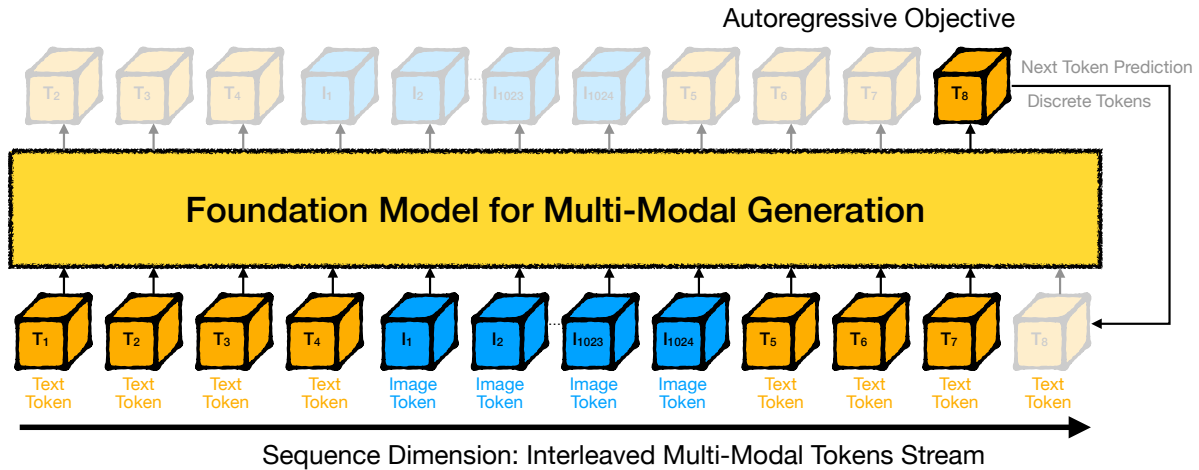 Autoregressive Objective
T2 T3 T4 I1 I2 I1023 I1024 T5 T6 T7 T8
Next Token Prediction
Discrete Tokens
Foundation Model for Multi-Modal Generation
T1 T2 T3 T4 I1 I2 I1023 I1024 T5 T6 T7 T8
Text Text Text Text Image Image Image Image Text Text Text Text
Token Token Token Token Token Token Token Token Token Token Token Token
Sequence Dimension: Interleaved Multi-Modal Tokens Stream